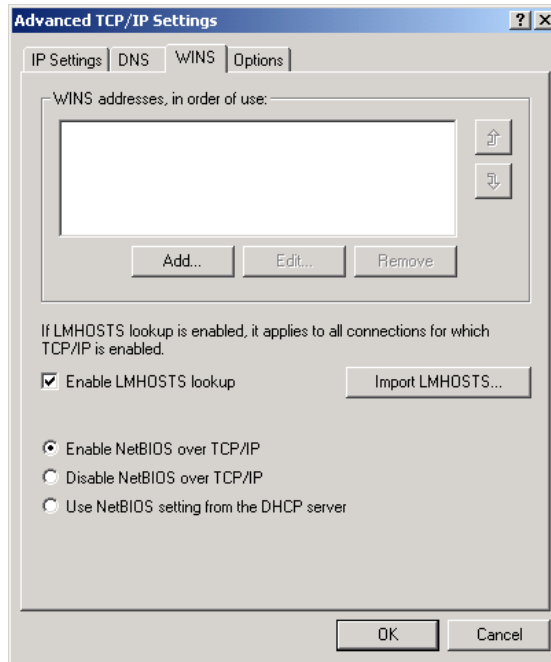 Advanced TCP/IP Settings
IP Settings DNS WINS Options
WINS addresses, in order of use:
Add... Edit... Remove
If LMHOSTS lookup is enabled, it applies to all connections for which
TCP/IP is enabled.
Enable LMHOSTS lookup Import LMHOSTS...
Enable NetBIOS over TCP/IP
Disable NetBIOS over TCP/IP
Use NetBIOS setting from the DHCP server
OK Cancel